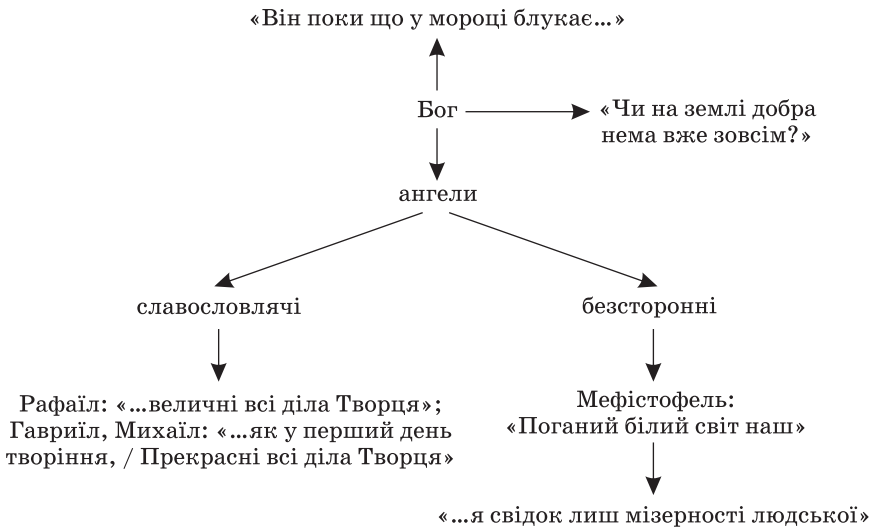 «Він поки що у мороці блукає...»
Бог
«Чи на землі добра
нема вже зовсім?»
ангели
славословлячі
безсторонні
Рафаїл: «...величні всі діла Творця»;
Гавриїл, Михаїл: «...як у перший день
творіння, / Прекрасні всі діла Творця»
Мефістофель:
«Поганий білий світ наш»
«...я свідок лиш мізерності людської»